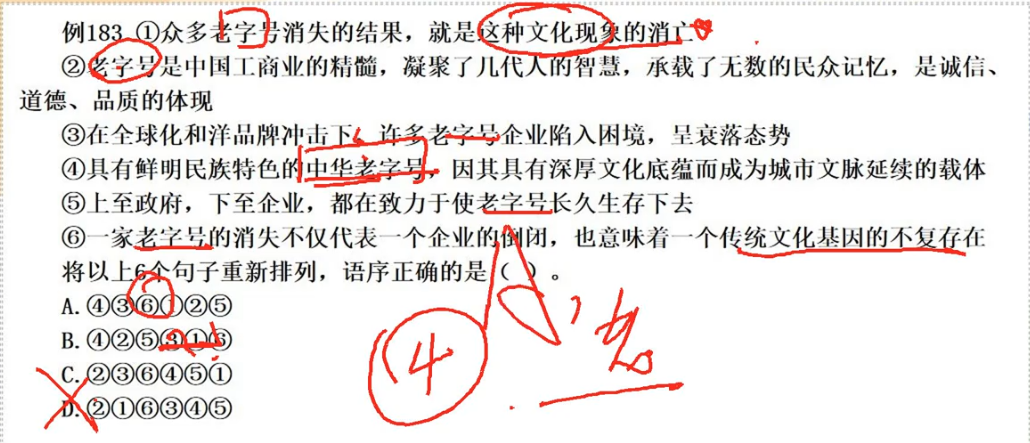 例183 ①众多老字号消失的结果，就是这种文化现象的消亡
②老字号是中国工商业的精髓，凝聚了几代人的智慧，承载了无数的民众记忆，是诚信、
道德、品质的体现
③在全球化和洋品牌冲击下，许多老字号企业陷入困境，呈衰落态势
④具有鲜明民族特色的中华老字号，因其具有深厚文化底蕴而成为城市文脉延续的载体
⑤上至政府，下至企业，都在致力于使老字号长久生存下去
⑥一家老字号的消失不仅代表一个企业的倒闭，也意味着一个传统文化基因的不复存在
将以上6个句子重新排列，语序正确的是（ ）。
A.④③⑥①②⑤
B.④②⑤③①⑥
C.②③⑥④⑤①
D.②①⑥③④⑤
④